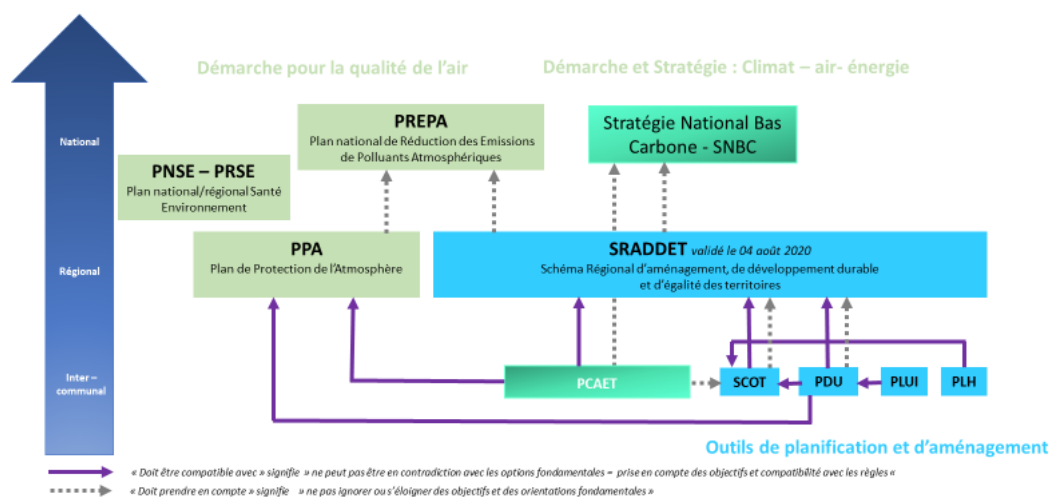 Démarche pour la qualité de l'air
Démarche et Stratégie : Climat – air- énergie
National
PREPA
Plan national de Réduction des Emissions
de Polluants Atmosphériques
Stratégie National Bas
Carbone - SNBC
PNSE – PRSE
Plan national/régional Santé
Environnement
Régional
PPA
Plan de Protection de l'Atmosphère
SRADDET validé le 04 août 2020
Schéma Régional d'aménagement, de développement durable
et d'égalité des territoires
Inter –
communal
PCAET
SCOT
PDU
PLUI
PLH
Outils de planification et d'aménagement
« Doit être compatible avec » signifie » ne peut pas être en contradiction avec les options fondamentales = prise en compte des objectifs et compatibilité avec les règles «
« Doit prendre en compte » signifie » ne pas ignorer ou s'éloigner des objectifs et des orientations fondamentales »